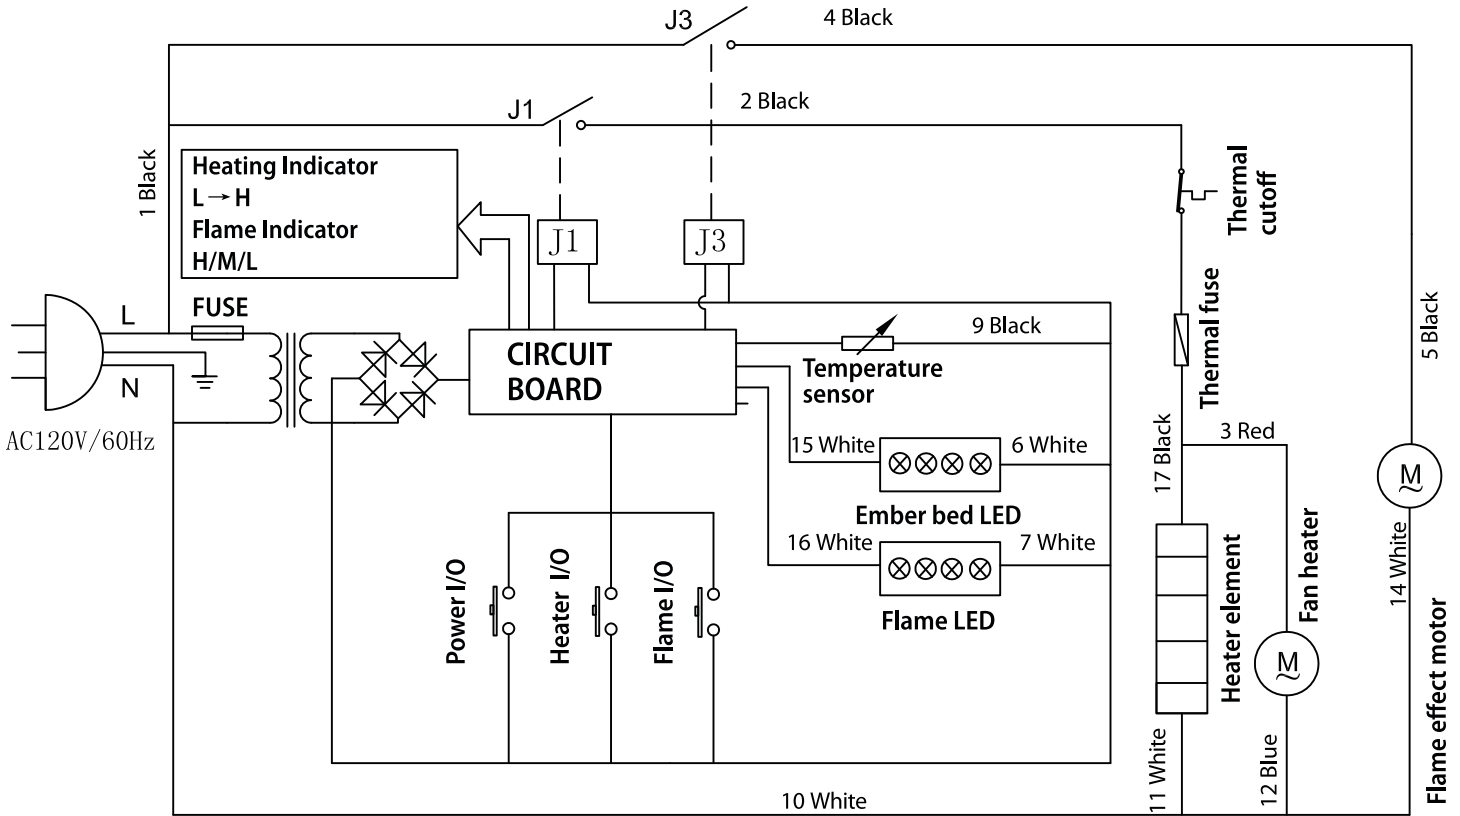 J3
4 Black
J1
2 Black
1 Black
Heating Indicator
L→H
Flame Indicator
H/M/L
J1
J3
Thermal
cutoff
L
FUSE
N
AC120V/60Hz
CIRCUIT
BOARD
9 Black
Temperature
sensor
Thermal fuse
5 Black
15 White
6 White
Ember bed LED
16 White
7 White
Flame LED
17 Black
3 Red
M
~
14 White
Power I/O
Heater I/O
Flame I/O
Heater element
Fan heater
M
~
Flame effect motor
11 White
12 Blue
10 White